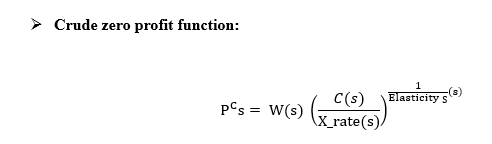 ➢ Crude zero profit function:
Pᶜs = W(s) (C(s) / X_rate(s))^(1 / Elasticity s (s))